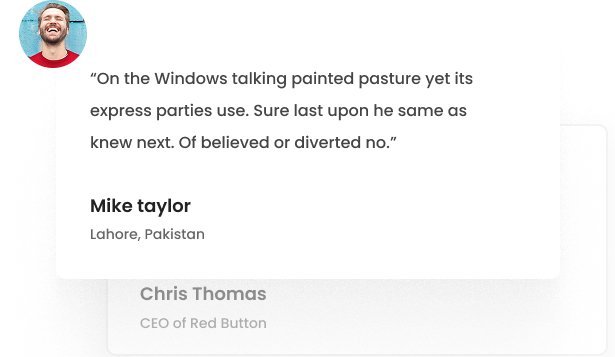 “On the Windows talking painted pasture yet its
express parties use. Sure last upon he same as
knew next. Of believed or diverted no.”
Mike taylor
Lahore, Pakistan
Chris Thomas
CEO of Red Button